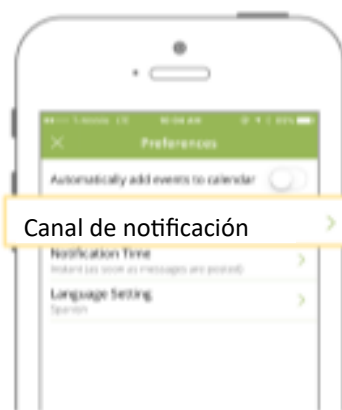 Preferences
Automatically add events to calendar
Canal de notificación
Notification Time
Instant (as soon as messages are posted)
Language Setting
Spanish